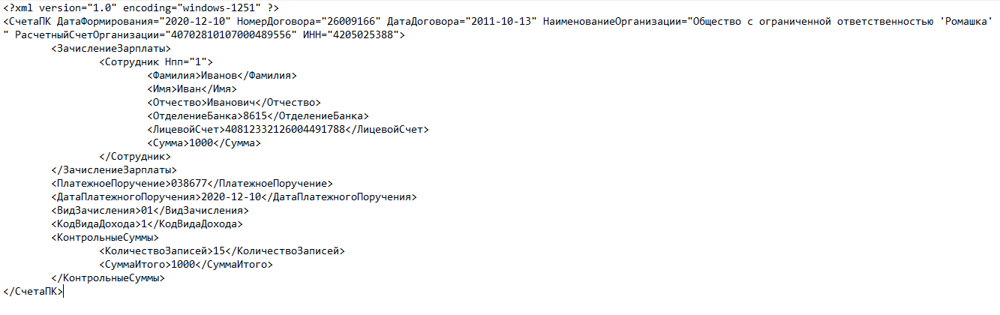 <?xml version="1.0" encoding="windows-1251" ?>
<СчетаПК ДатаФормирования="2020-12-10" НомерДоговора="26009166" ДатаДоговора="2011-10-13" НаименованиеОрганизации="Общество с ограниченной ответственностью 'Ромашка'
" РасчетныйСчетОрганизации="40702810107000489556" ИНН="4205025388">
<ЗачислениеЗарплаты>
<Сотрудник Нпп="1">
<Фамилия>Иванов</Фамилия>
<Имя>Иван</Имя>
<Отчество>Иванович</Отчество>
<ОтделениеБанка>8615</ОтделениеБанка>
<ЛицевойСчет>40812332126004491788</ЛицевойСчет>
<Сумма>1000</Сумма>
</Сотрудник>
</ЗачислениеЗарплаты>
<ПлатежноеПоручение>038677</ПлатежноеПоручение>
<ДатаПлатежногоПоручения>2020-12-10</ДатаПлатежногоПоручения>
<ВидЗачисления>01</ВидЗачисления>
<КодВидаДохода>1</КодВидаДохода>
<КонтрольныеСуммы>
<КоличествоЗаписей>15</КоличествоЗаписей>
<СуммаИтого>1000</СуммаИтого>
</КонтрольныеСуммы>
</СчетаПК>